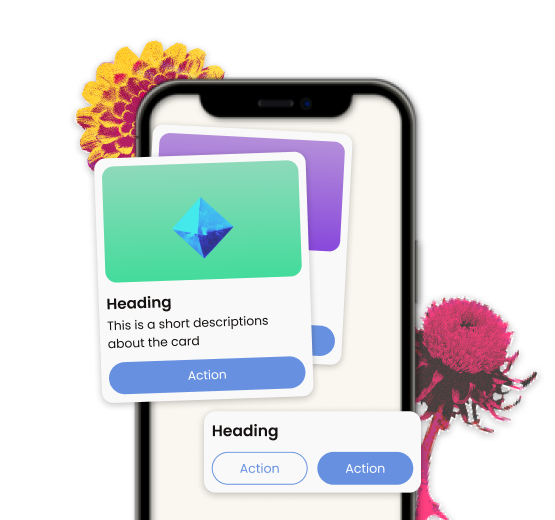 Heading
This is a short descriptions
about the card
Action
Heading
Action
Action